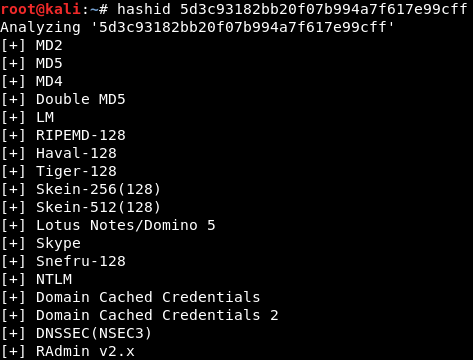 root@kali:~# hashid 5d3c93182bb20f07b994a7f617e99cff
Analyzing '5d3c93182bb20f07b994a7f617e99cff'
[+] MD2
[+] MD5
[+] MD4
[+] Double MD5
[+] LM
[+] RIPEMD-128
[+] Haval-128
[+] Tiger-128
[+] Skein-256(128)
[+] Skein-512(128)
[+] Lotus Notes/Domino 5
[+] Skype
[+] Snefru-128
[+] NTLM
[+] Domain Cached Credentials
[+] Domain Cached Credentials 2
[+] DNSSEC(NSEC3)
[+] RAdmin v2.x